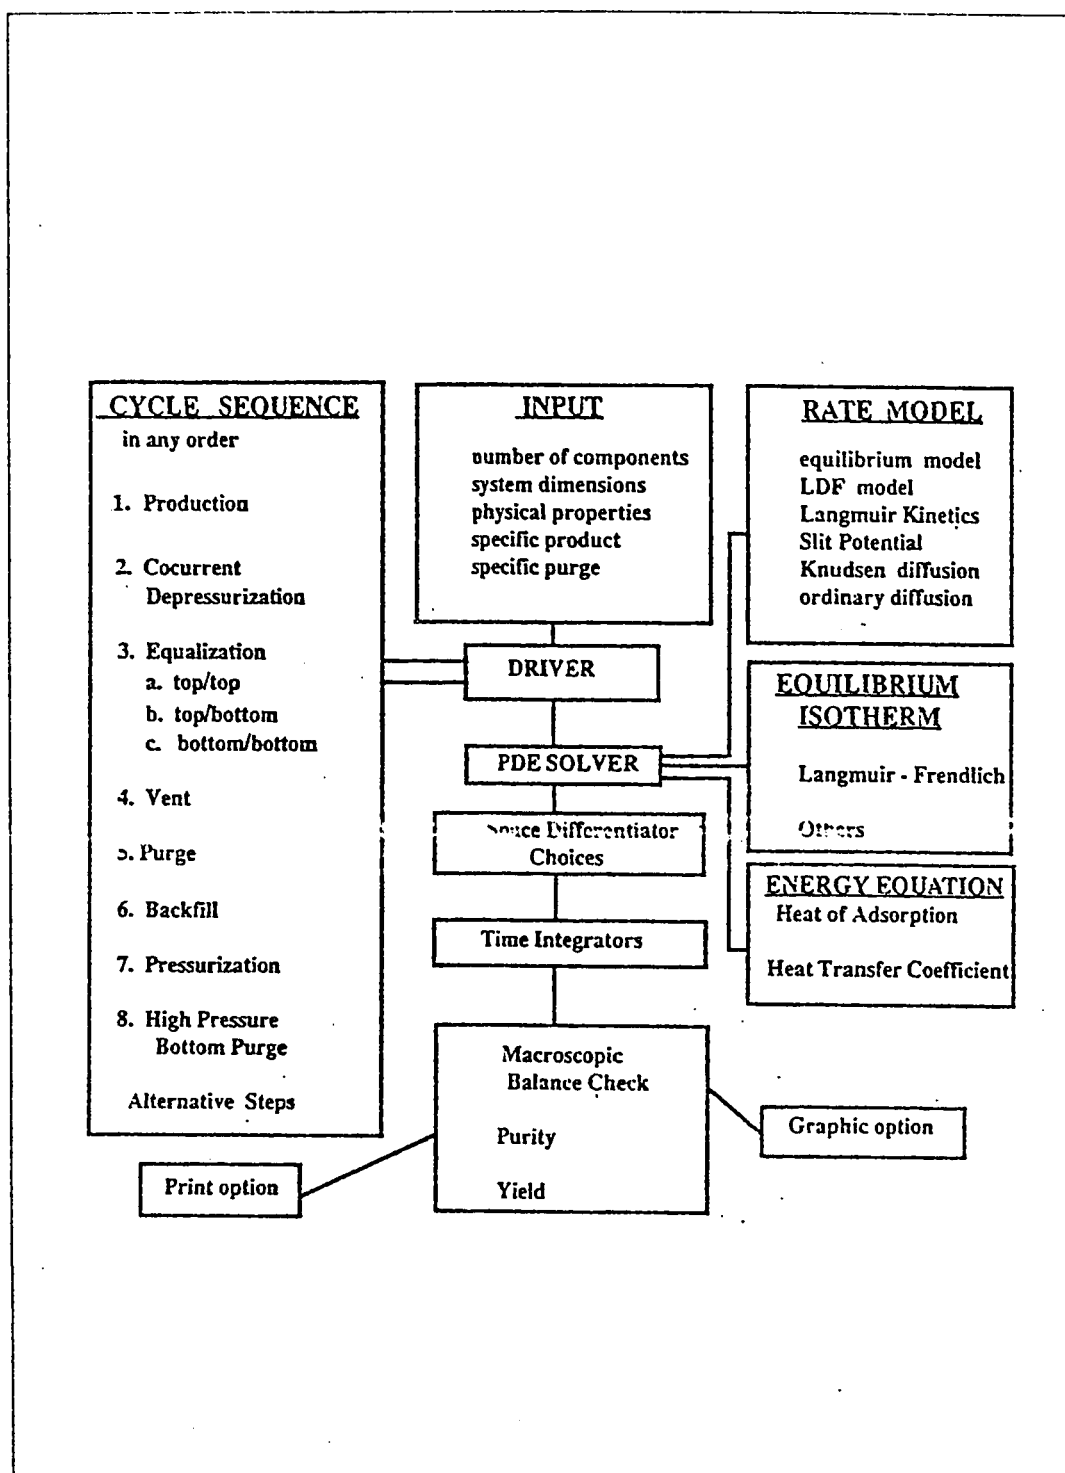 CYCLE SEQUENCE
in any order
1. Production
2. Cocurrent
Depressurization
3. Equalization
a. top/top
b. top/bottom
c. bottom/bottom
4. Vent
5. Purge
6. Backfill
7. Pressurization
8. High Pressure
Bottom Purge
Alternative Steps
INPUT
number of components
system dimensions
physical properties
specific product
specific purge
DRIVER
PDE SOLVER
Space Differentiator
Choices
Time Integrators
Macroscopic
Balance Check
Purity
Yield
RATE MODEL
equilibrium model
LDF model
Langmuir Kinetics
Slit Potential
Knudsen diffusion
ordinary diffusion
EQUILIBRIUM
ISOTHERM
Langmuir - Frendlich
Others
ENERGY EQUATION
Heat of Adsorption
Heat Transfer Coefficient
Print option
Graphic option